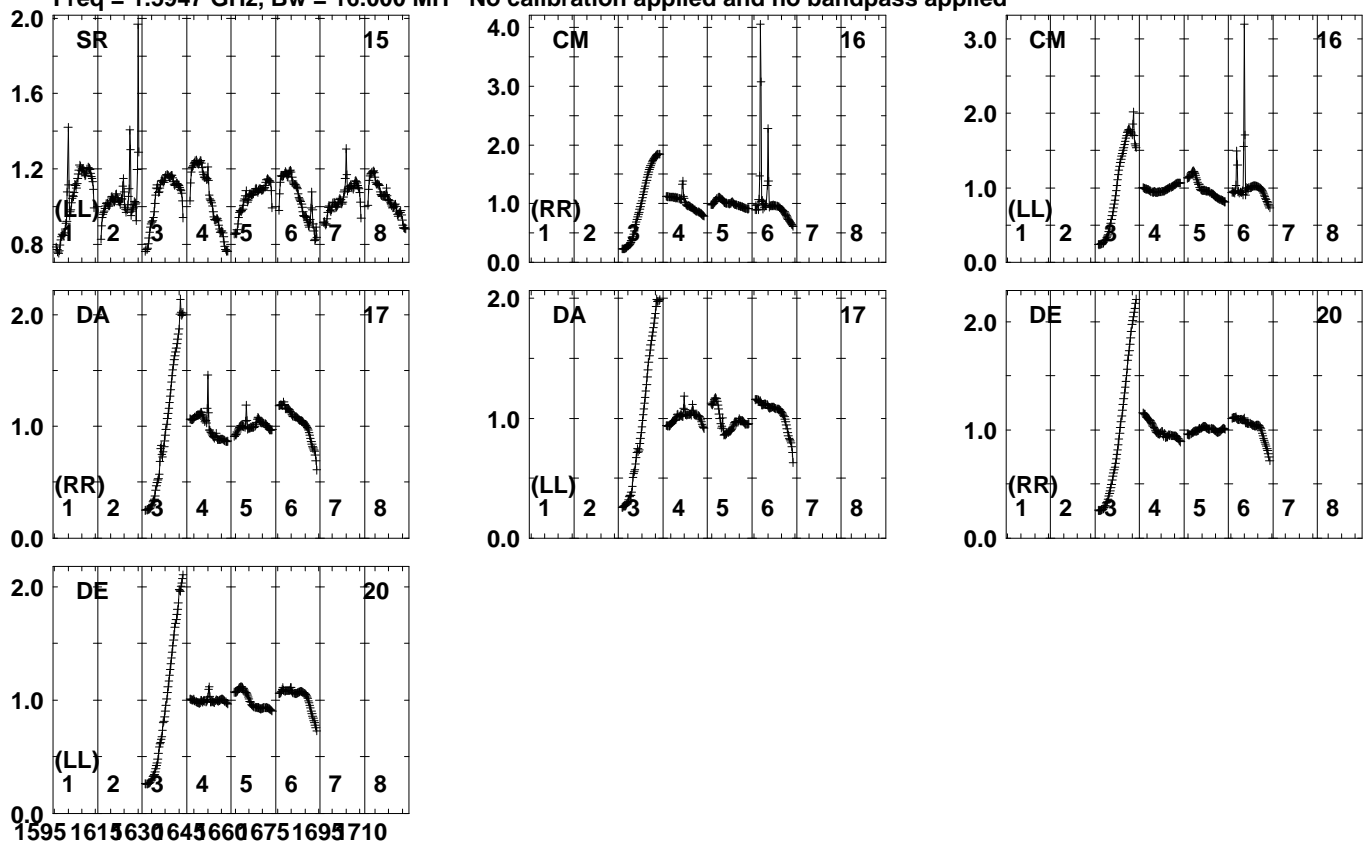 Freq = 1.5947 GHz, Bw = 16.000 MH No calibration applied and no bandpass applied
2.0
1.6
1.2
0.8
SR 15
(LL)
1 2 3 4 5 6 7 8
4.0
3.0
2.0
1.0
0.0
CM 16
(RR)
1 2 3 4 5 6 7 8
3.0
2.0
1.0
0.0
CM 16
(LL)
1 2 3 4 5 6 7 8
2.0
1.0
0.0
DA 17
(RR)
1 2 3 4 5 6 7 8
2.0
1.0
0.0
DA 17
(LL)
1 2 3 4 5 6 7 8
2.0
1.0
0.0
DE 20
(RR)
1 2 3 4 5 6 7 8
2.0
1.0
0.0
DE 20
(LL)
1 2 3 4 5 6 7 8
1595 1615 1630 1645 1660 1675 1695 1710